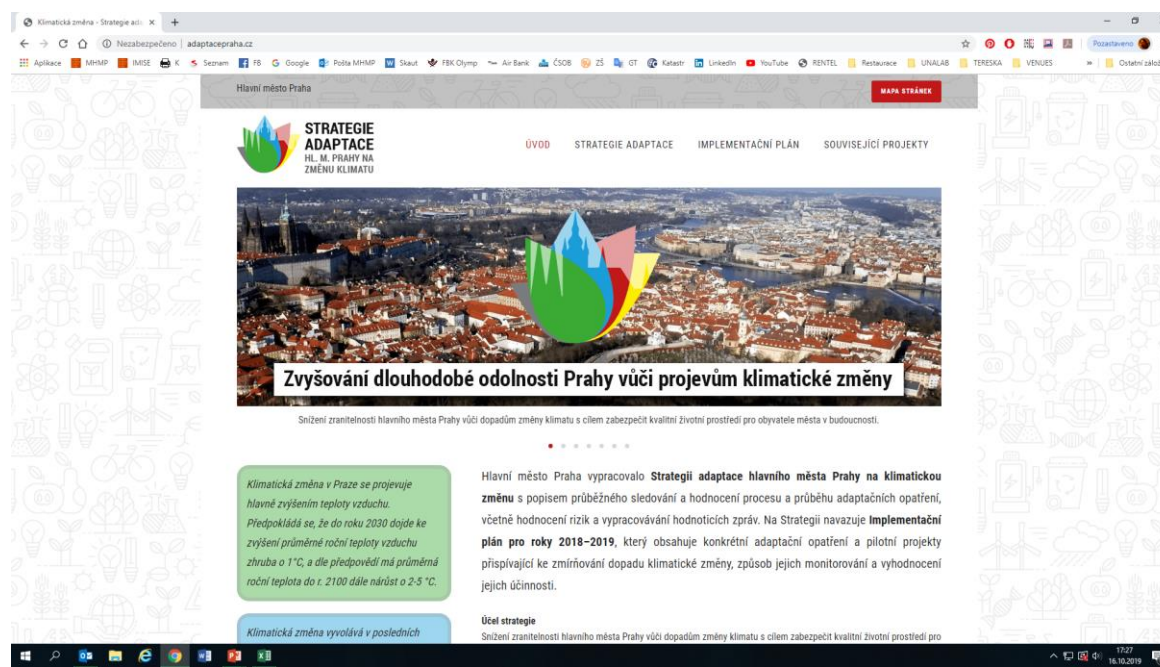 Klimatická změna - Strategie ada
Nezabezpečeno | adaptacepraha.cz
Pozastaveno
Aplikace MHMP IMISE K Seznam FB Google Pošta MHMP Skaut FBK Olymp Air Bank ČSOB ZŠ GT Katastr LinkedIn YouTube RENTEL Restaurace UNALAB TERESKA VENUES » Ostatní zálož
Hlavní město Praha
MAPA STRÁNEK
STRATEGIE
ADAPTACE
HL. M. PRAHY NA
ZMĚNU KLIMATU
ÚVOD STRATEGIE ADAPTACE IMPLEMENTAČNÍ PLÁN SOUVISEJÍCÍ PROJEKTY
Zvyšování dlouhodobé odolnosti Prahy vůči projevům klimatické změny
Snížení zranitelnosti hlavního města Prahy vůči dopadům změny klimatu s cílem zabezpečit kvalitní životní prostředí pro obyvatele města v budoucnosti.
Klimatická změna v Praze se projevuje
hlavně zvýšením teploty vzduchu.
Předpokládá se, že do roku 2030 dojde ke
zvýšení průměrné roční teploty vzduchu
zhruba o 1°C, a dle předpovědí má průměrná
roční teplota do r. 2100 dále nárůst o 2-5 °C.
Klimatická změna vyvolává v posledních
Hlavní město Praha vypracovalo Strategii adaptace hlavního města Prahy na klimatickou
změnu s popisem průběžného sledování a hodnocení procesu a průběhu adaptačních opatření,
včetně hodnocení rizik a vypracovávání hodnoticích zpráv. Na Strategii navazuje Implementační
plán pro roky 2018–2019, který obsahuje konkrétní adaptační opatření a pilotní projekty
přispívající ke zmírňování dopadu klimatické změny, způsob jejich monitorování a vyhodnocení
jejich účinnosti.
Účel strategie
Snížení zranitelnosti hlavního města Prahy vůči dopadům změny klimatu s cílem zabezpečit kvalitní životní prostředí pro
17:27
16.10.2019